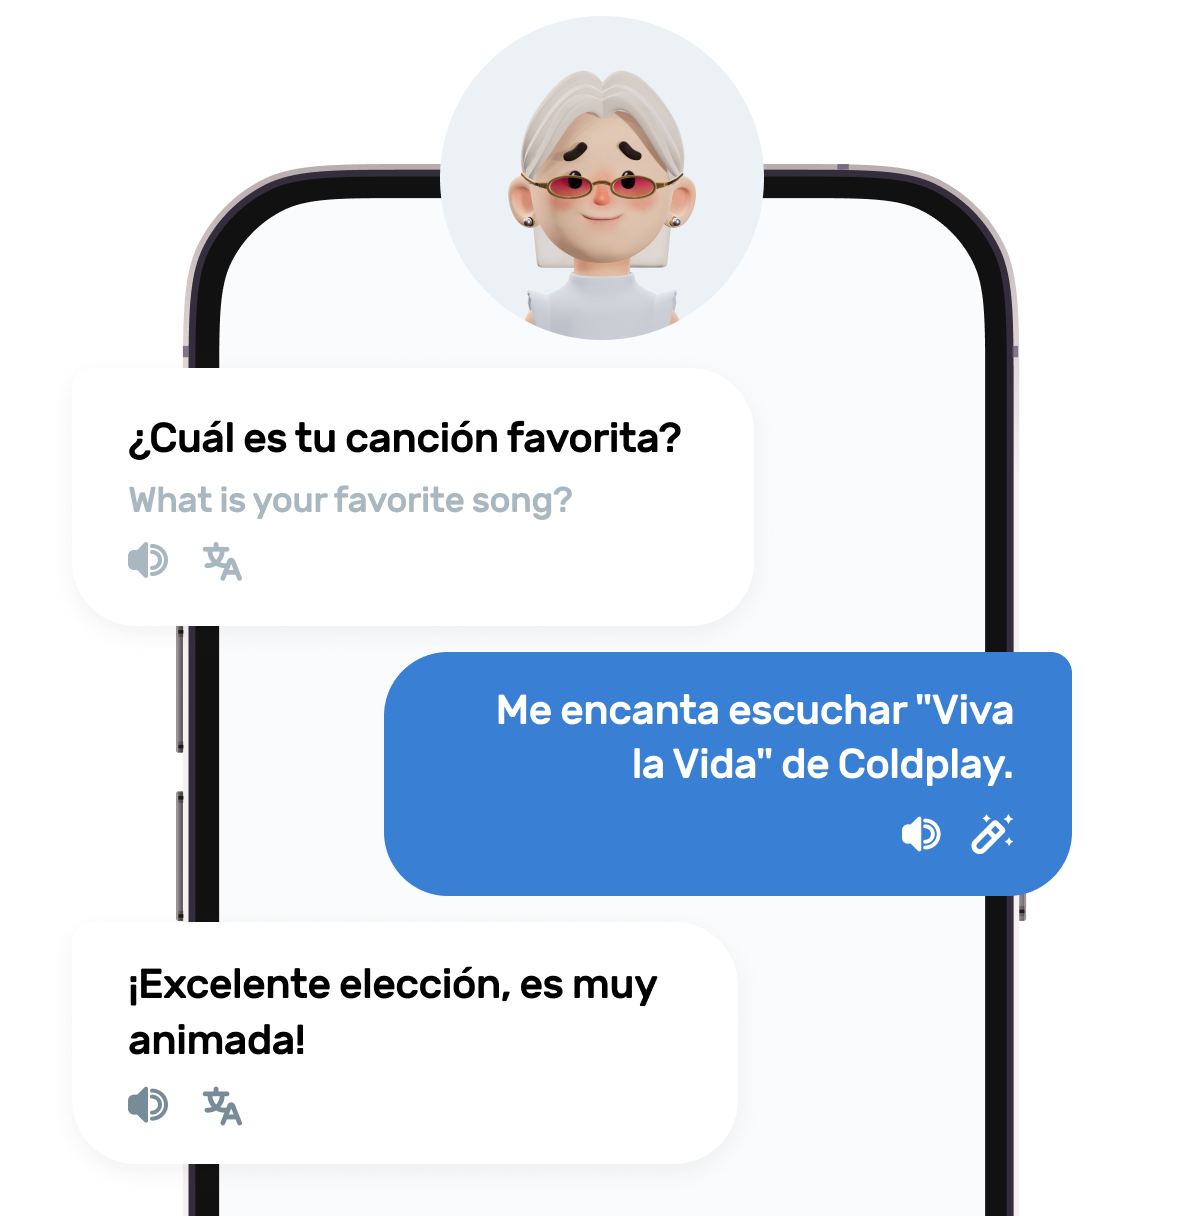 ¿Cuál es tu canción favorita?
What is your favorite song?
Me encanta escuchar "Viva
la Vida" de Coldplay.
¡Excelente elección, es muy
animada!